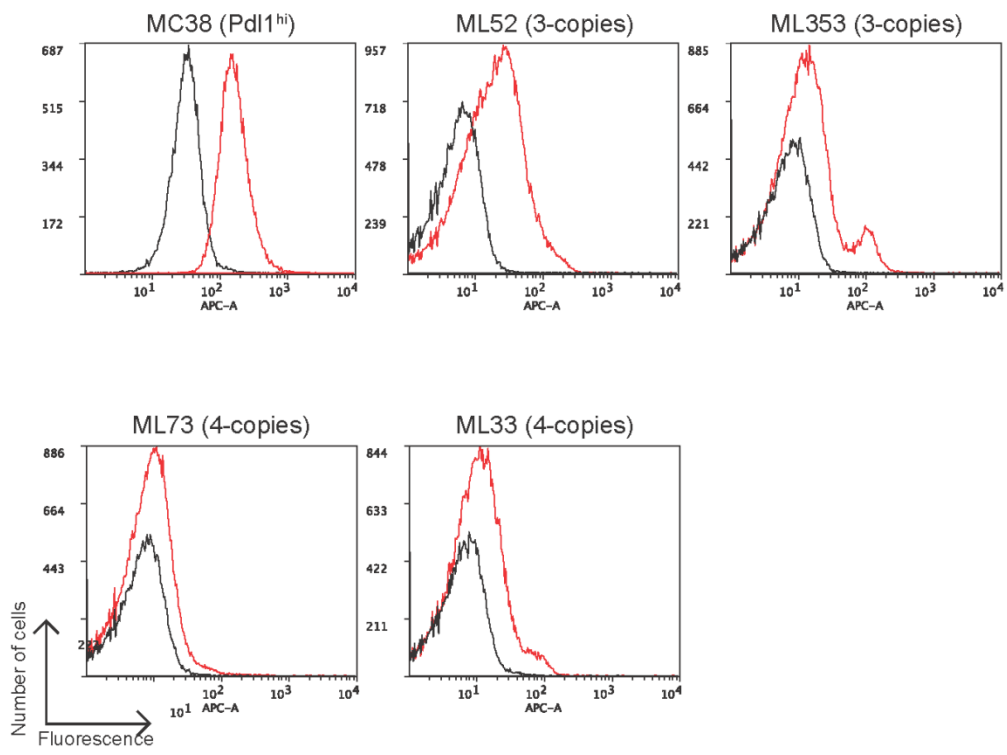 MC38 (Pdl1hi) ML52 (3-copies) ML353 (3-copies)
687 957 885
515 718 664
344 478 442
172 239 221
10¹ 10² 10³ 10⁴ 10¹ 10² 10³ 10⁴ 10¹ 10² 10³ 10⁴
APC-A APC-A APC-A
ML73 (4-copies) ML33 (4-copies)
886 844
664 633
443 422
211
10² 10³ 10⁴ 10¹ 10² 10³ 10⁴
10¹ APC-A APC-A
Number of cells
Fluorescence